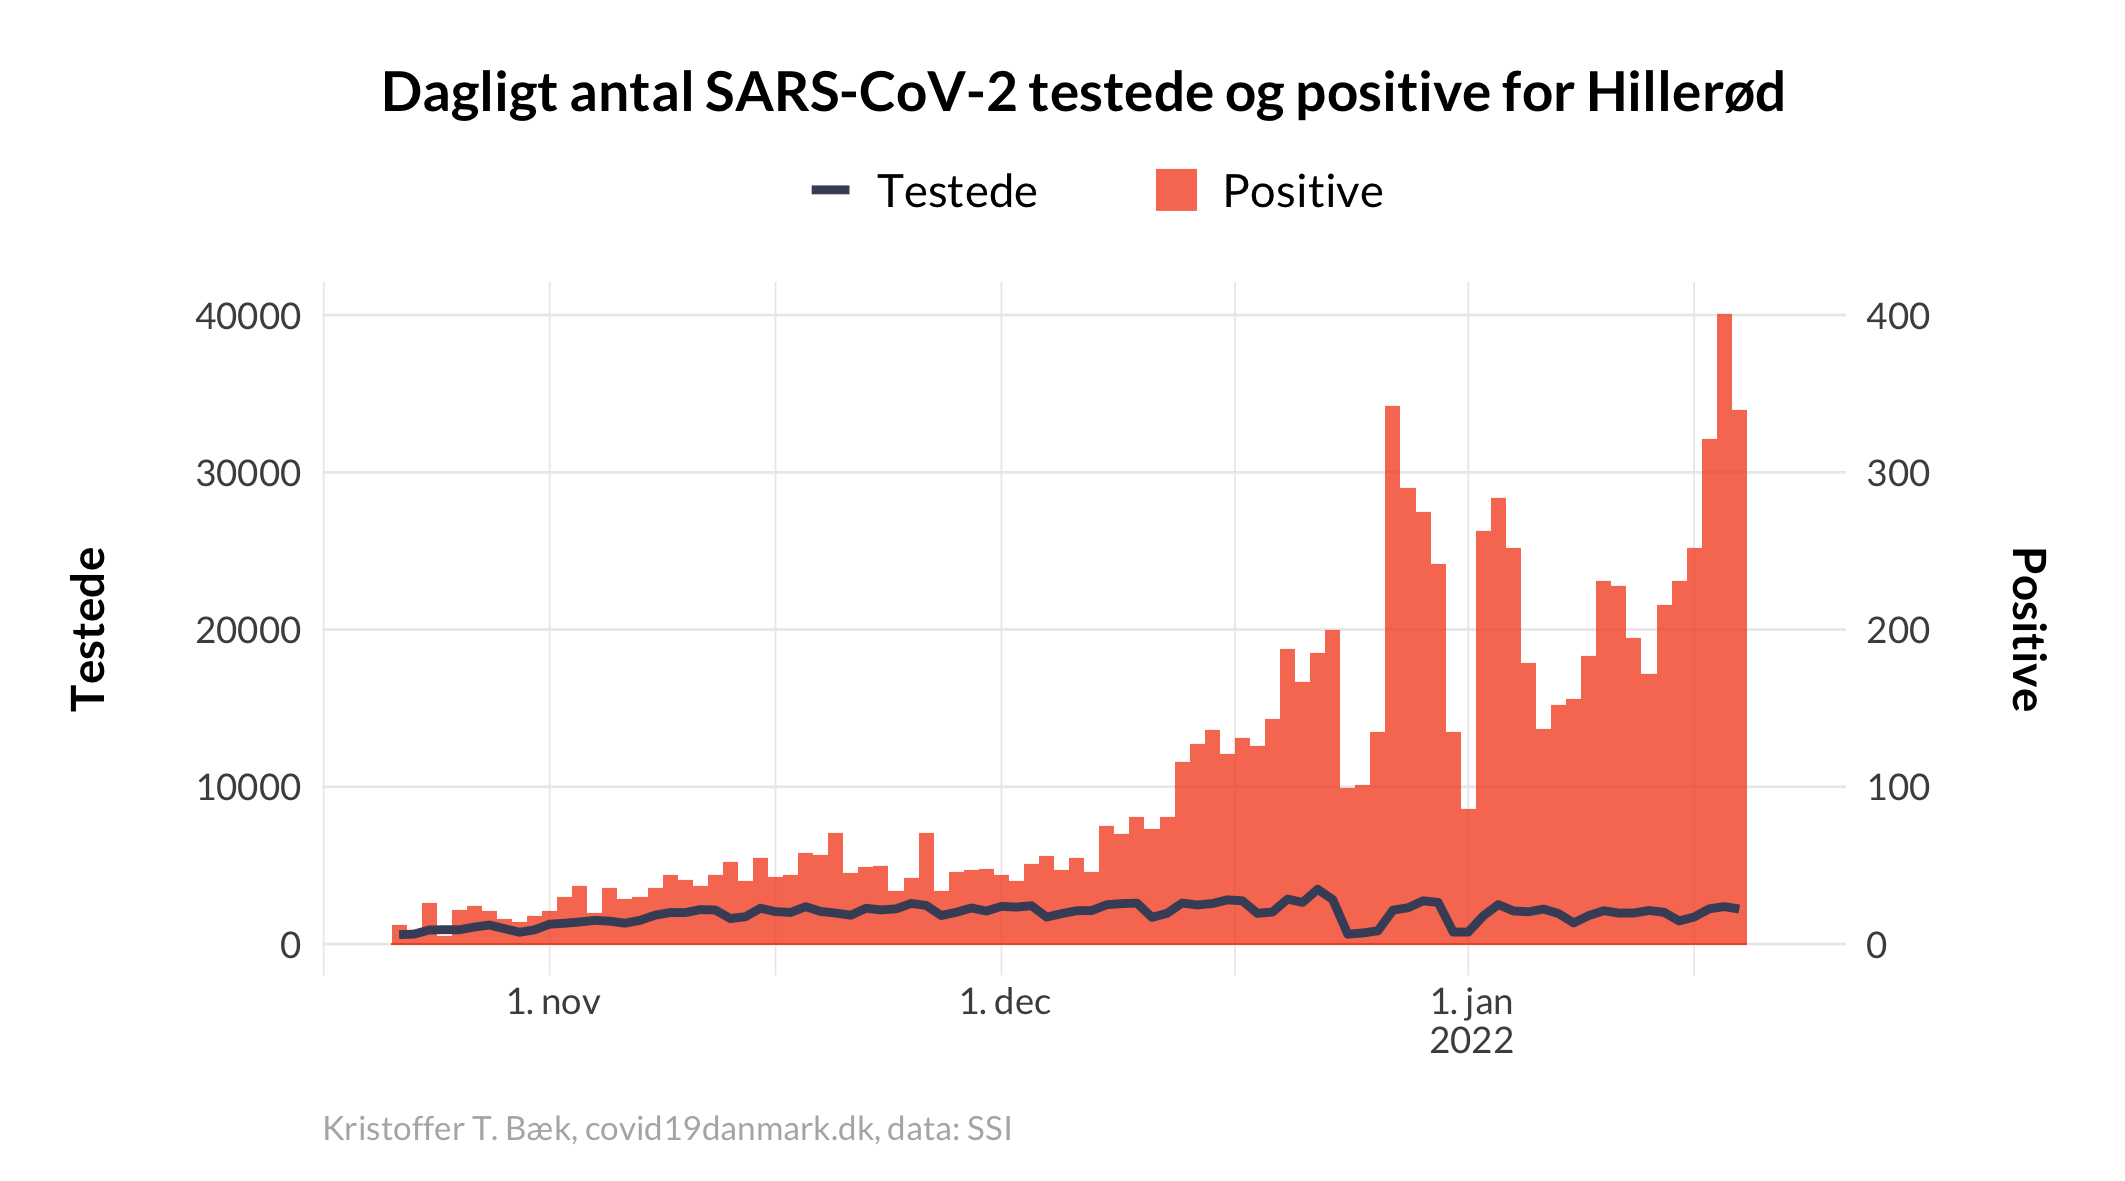 Dagligt antal SARS-CoV-2 testede og positive for Hillerød
Testede
Positive
40000
30000
20000
10000
0
Testede
400
300
200
100
0
Positive
1. nov
1. dec
1. jan
2022
Kristoffer T. Bæk, covid19danmark.dk, data: SSI